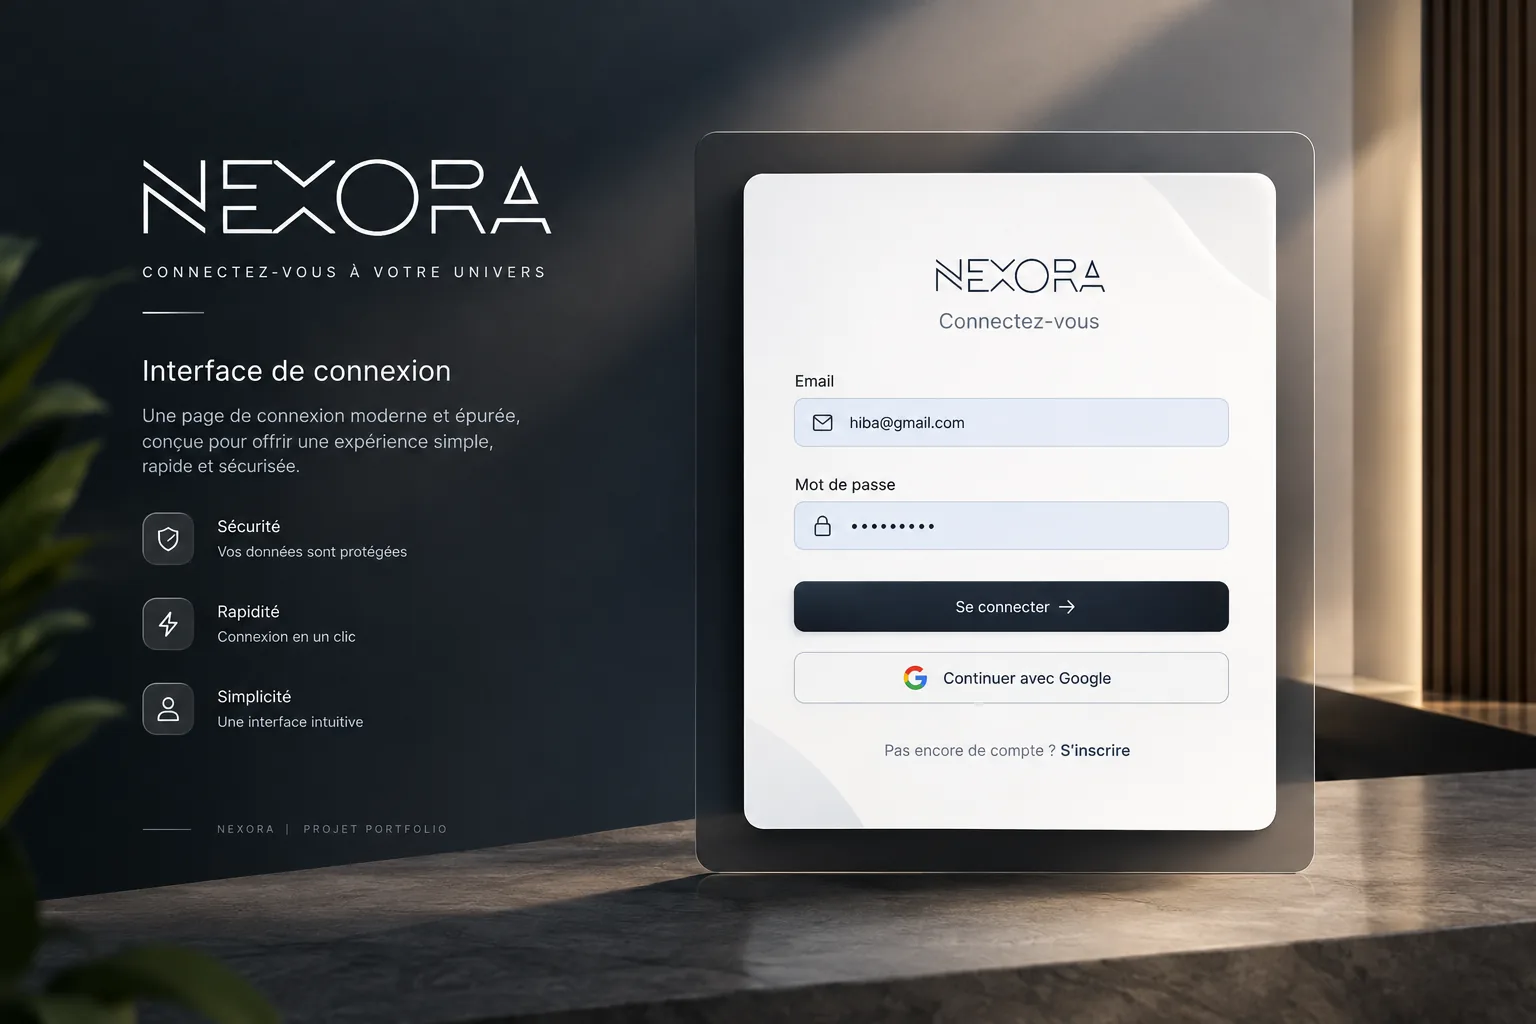 NEXORA
CONNECTEZ-VOUS À VOTRE UNIVERS
Interface de connexion
Une page de connexion moderne et épurée,
conçue pour offrir une expérience simple,
rapide et sécurisée.
Sécurité
Vos données sont protégées
Rapidité
Connexion en un clic
Simplicité
Une interface intuitive
NEXORA | PROJET PORTFOLIO
NEXORA
Connectez-vous
Email
hiba@gmail.com
Mot de passe
•••••••••
Se connecter →
Continuer avec Google
Pas encore de compte ? S'inscrire